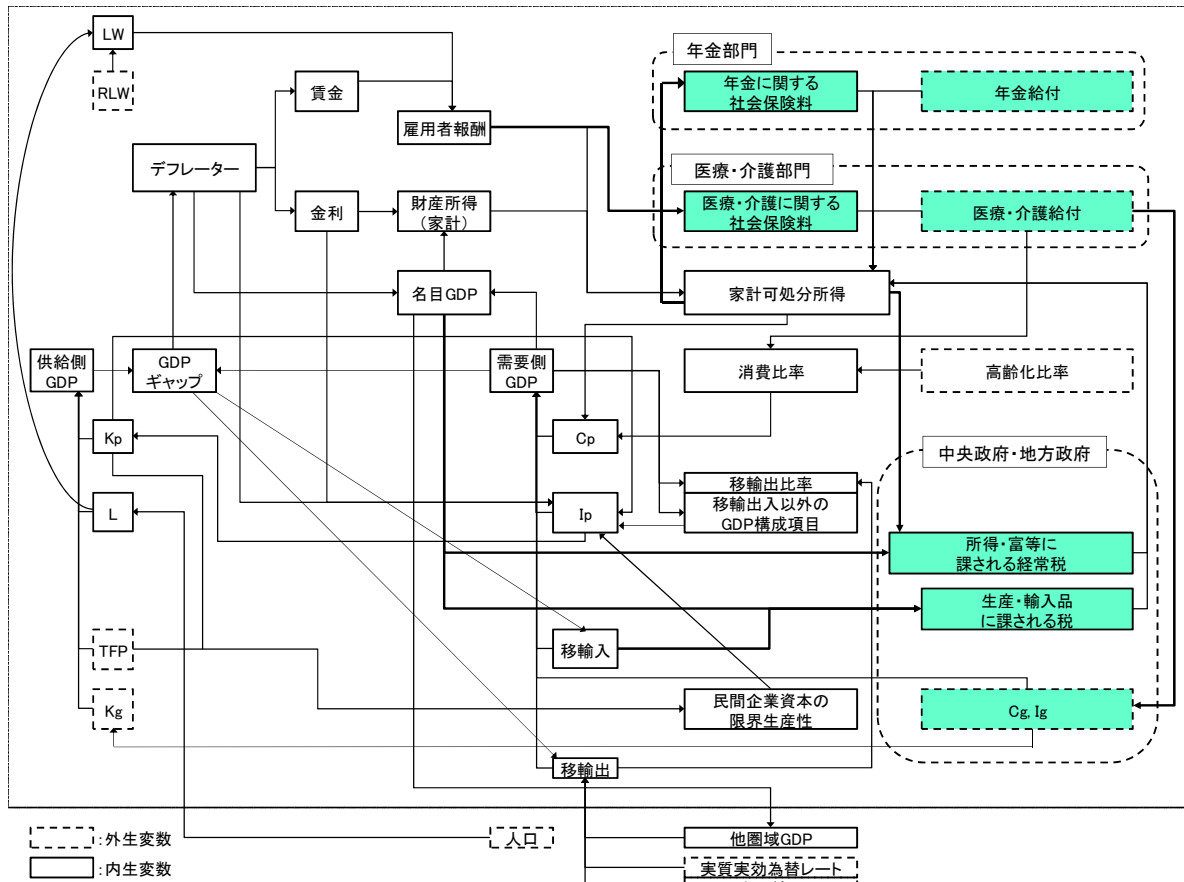 LW
RLW
賃金
雇用者報酬
デフレーター
金利
財産所得
(家計)
年金部門
年金に関する
社会保険料
年金給付
医療・介護部門
医療・介護に関する
社会保険料
医療・介護給付
名目GDP
家計可処分所得
供給側
GDP
GDP
ギャップ
需要側
GDP
消費比率
高齢化比率
Kp
Cp
中央政府・地方政府
L
Ip
移輸出比率
移輸出入以外の
GDP構成項目
所得・富等に
課される経常税
生産・輸入品
に課される税
TFP
移輸入
Kg
民間企業資本の
限界生産性
Cg, Ig
移輸出
:外生変数
人口
他圏域GDP
:内生変数
実質実効為替レート